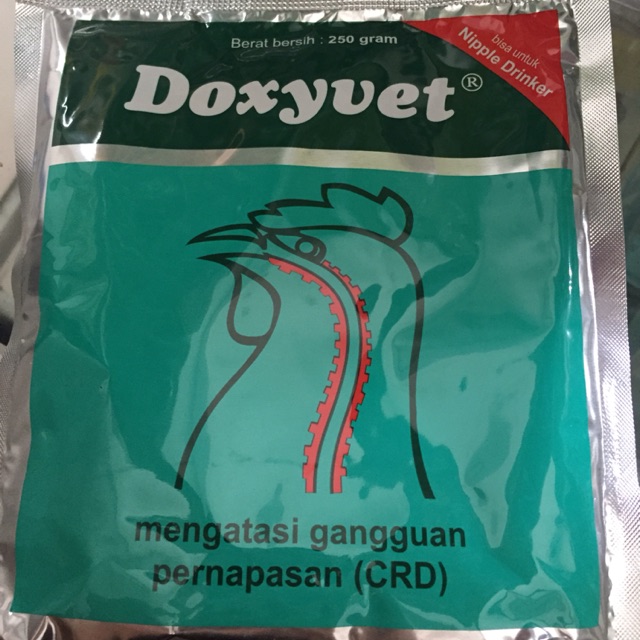 Berat bersih : 250 gram
bisa untuk
Nipple Drinker
Doxyvet®
mengatasi gangguan
pernapasan (CRD)